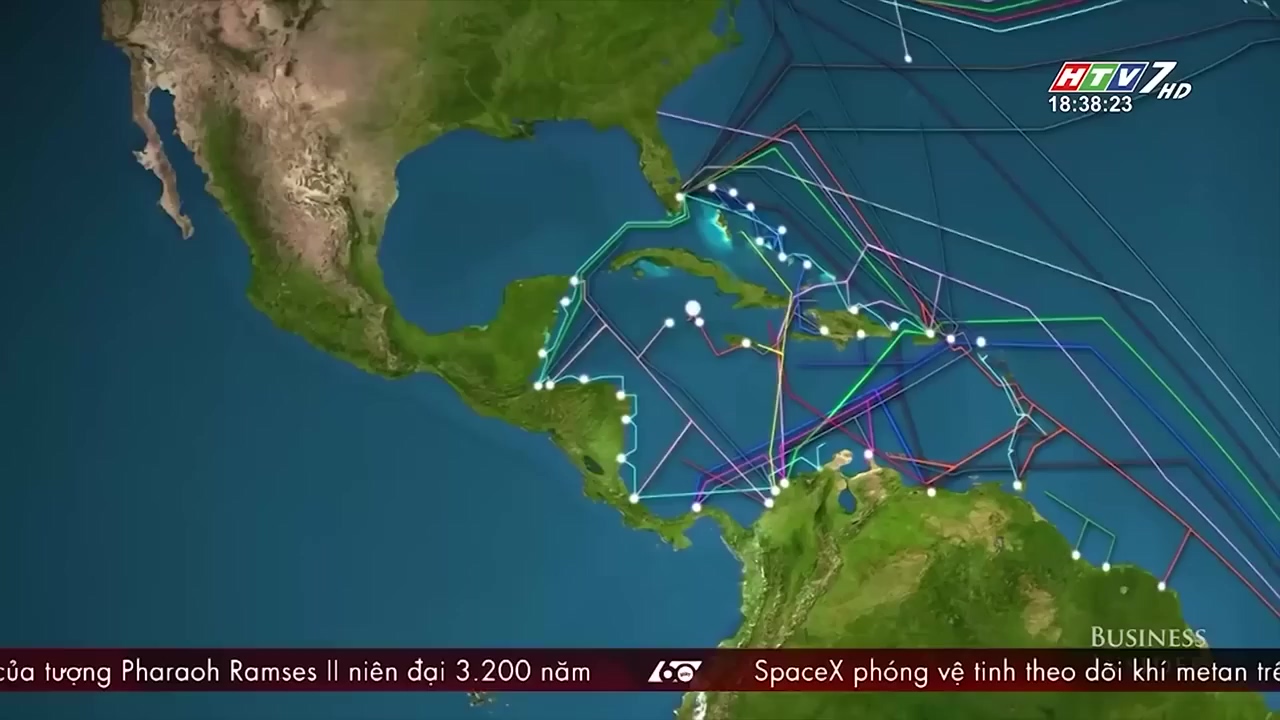 HTV7 HD
18:38:23
BUSINESS
của tượng Pharaoh Ramses II niên đại 3.200 năm 60 SpaceX phóng vệ tinh theo dõi khí metan trê